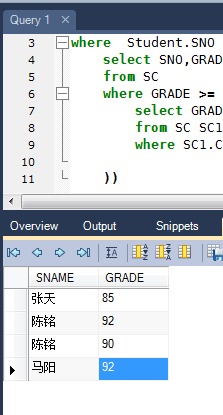 Query 1
3 where Student.SNO
4 select SNO,GRAD
5 from SC
6 where GRADE >=
7 select GRAD
8 from SC SC1
9 where SC1.C
10
11 ))
Overview Output Snippets
SNAME GRADE
张天 85
陈铭 92
陈铭 90
马阳 92